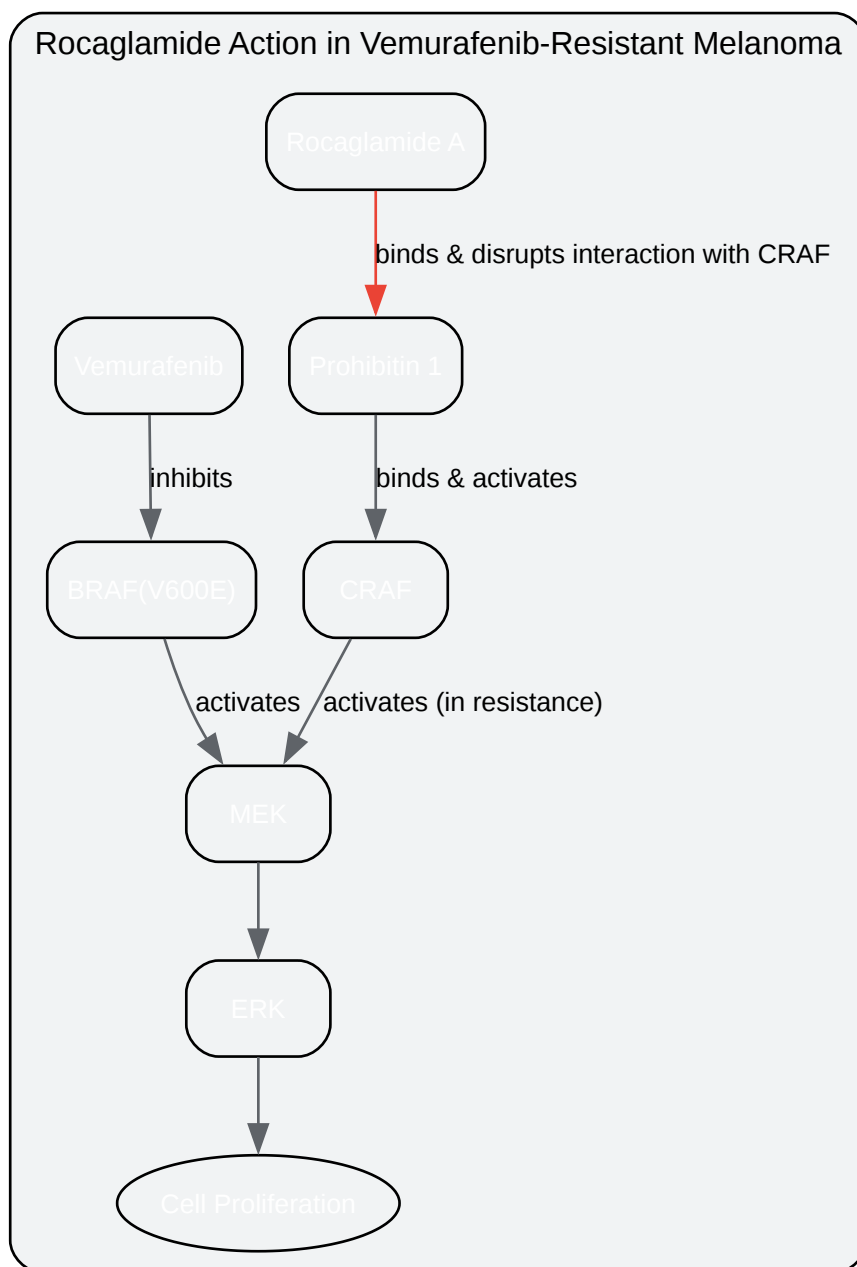 Rocaglamide Action in Vemurafenib-Resistant Melanoma
Rocaglamide A
binds & disrupts interaction with CRAF
Vemurafenib
Prohibitin 1
inhibits
binds & activates
BRAF(V600E)
CRAF
activates
activates (in resistance)
MEK
ERK
Cell Proliferation